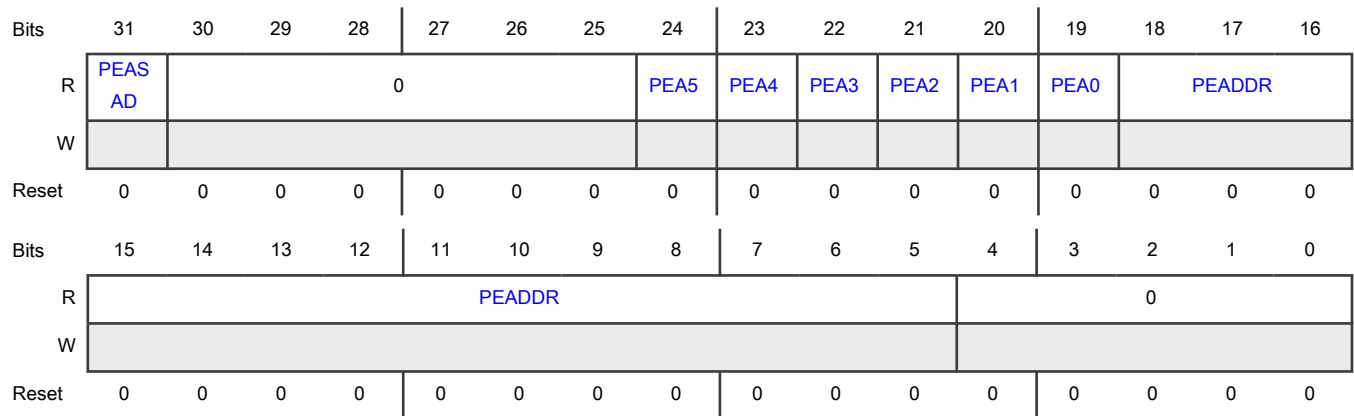 Bits 31 30 29 28 27 26 25 24 23 22 21 20 19 18 17 16
R PEAS AD 0 PEA5 PEA4 PEA3 PEA2 PEA1 PEA0 PEADDR
W
Reset 0 0 0 0 0 0 0 0 0 0 0 0 0 0 0 0
Bits 15 14 13 12 11 10 9 8 7 6 5 4 3 2 1 0
R PEADDR 0
W
Reset 0 0 0 0 0 0 0 0 0 0 0 0 0 0 0 0